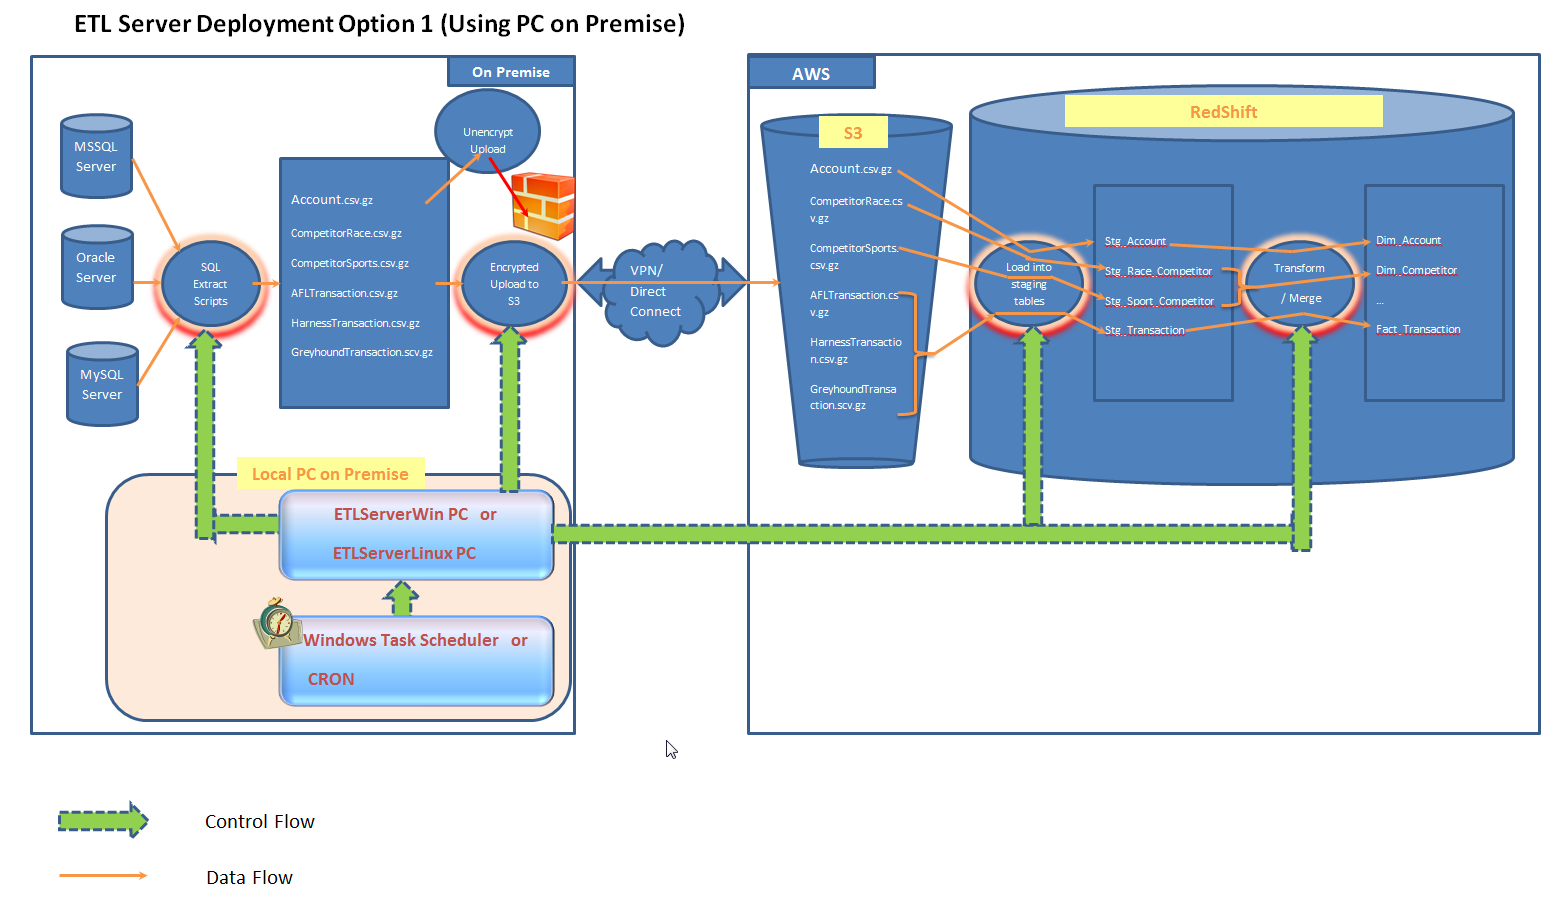 ETL Server Deployment Option 1 (Using PC on Premise)
On Premise
MSSQL
Server
Oracle
Server
MySQL
Server
SQL
Extract
Scripts
Account.csv.gz
CompetitorRace.csv.gz
CompetitorSports.csv.gz
AFLTransaction.csv.gz
HarnessTransaction.csv.gz
GreyhoundTransaction.scv.gz
Unencrypt
Upload
Encrypted
Upload to
S3
VPN/
Direct
Connect
AWS
S3
Account.csv.gz
CompetitorRace.cs
v.gz
CompetitorSports.
csv.gz
AFLTransaction.cs
v.gz
HarnessTransactio
n.csv.gz
GreyhoundTransa
ction.scv.gz
RedShift
Load into
staging
tables
Stg_Account
Stg_Race_Competitor
Stg_Sport_Competitor
Stg_Transaction
Transform
/ Merge
Dim_Account
Dim_Competitor
...
Fact_Transaction
Local PC on Premise
ETLServerWin PC or
ETLServerLinux PC
Windows Task Scheduler or
CRON
Control Flow
Data Flow